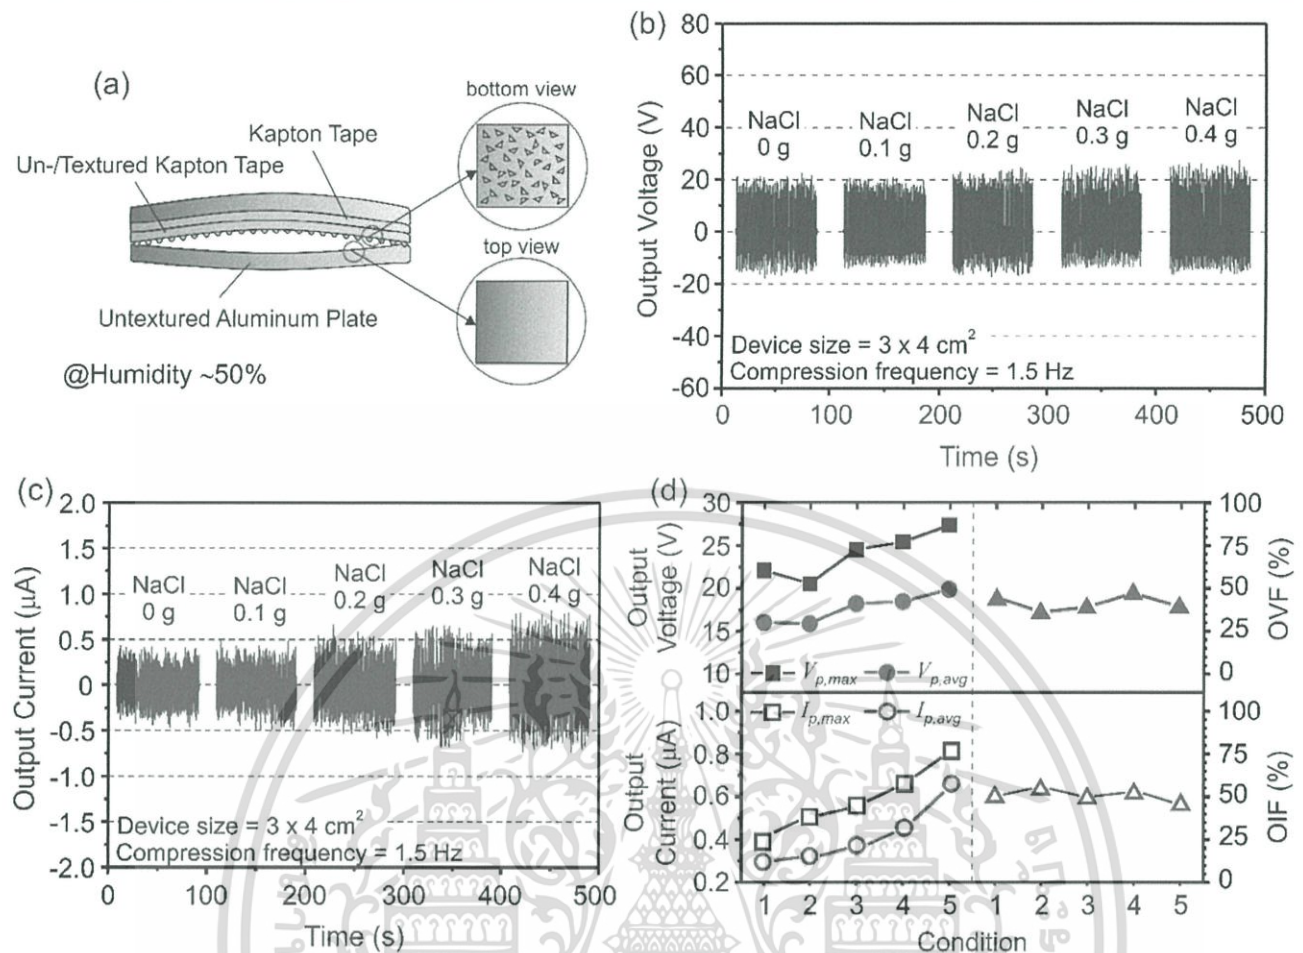 (a)
bottom view
Kapton Tape
Un-/Textured Kapton Tape
top view
Untextured Aluminum Plate
@Humidity ~50%
(b)
Output Voltage (V)
80
60
40
20
0
-20
-40
-60
NaCl
0 g
NaCl
0.1 g
NaCl
0.2 g
NaCl
0.3 g
NaCl
0.4 g
Device size = 3 x 4 cm²
Compression frequency = 1.5 Hz
0 100 200 300 400 500
Time (s)
(c)
Output Current (μA)
2.0
1.5
1.0
0.5
0
-0.5
-1.0
-1.5
-2.0
NaCl
0 g
NaCl
0.1 g
NaCl
0.2 g
NaCl
0.3 g
NaCl
0.4 g
Device size = 3 x 4 cm²
Compression frequency = 1.5 Hz
0 100 200 300 400 500
Time (s)
(d)
Output
Voltage (V)
30
25
20
15
10
Vp,max Vp,avg
100
75
50
25
0
OVF (%)
Output
Current (μA)
1.0
0.8
0.6
0.4
0.2
Ip,max Ip,avg
100
75
50
25
0
OIF (%)
1 2 3 4 5 1 2 3 4 5
Condition